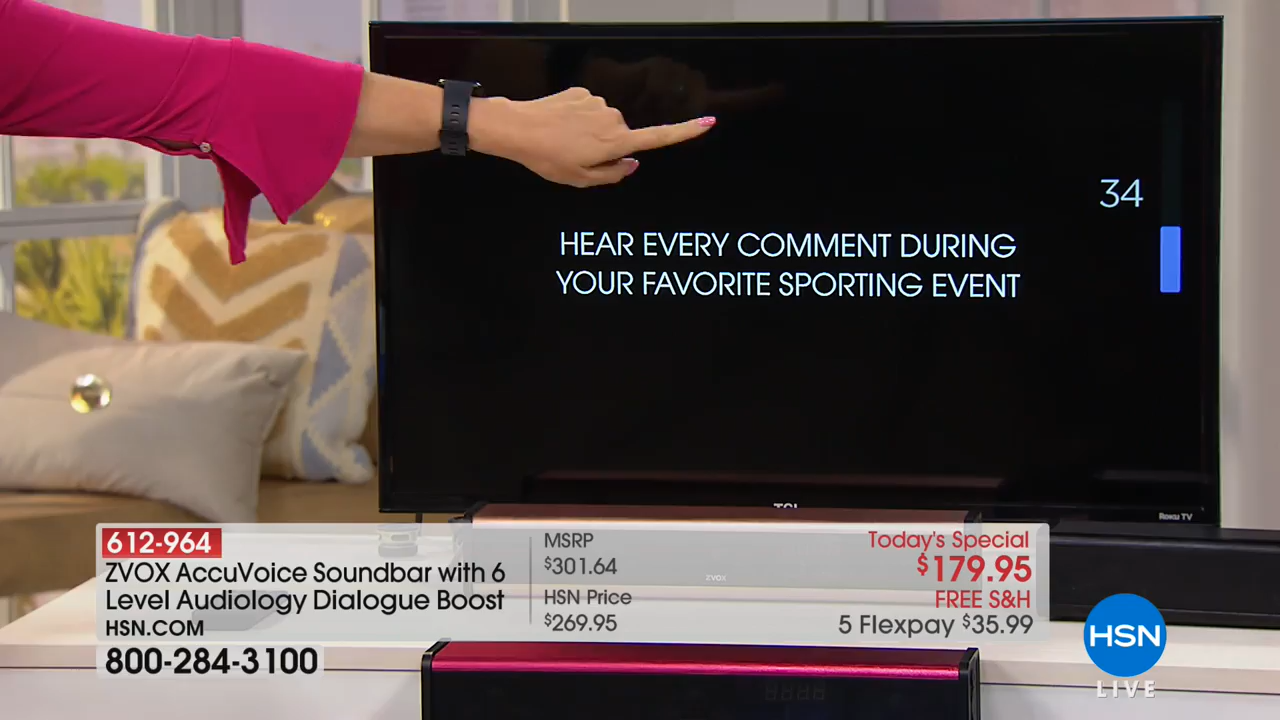 34
HEAR EVERY COMMENT DURING
YOUR FAVORITE SPORTING EVENT
TCL
Roku TV
ZVOX
612-964
ZVOX AccuVoice Soundbar with 6
Level Audiology Dialogue Boost
HSN.COM
800-284-3100
MSRP
$301.64
HSN Price
$269.95
Today's Special
$179.95
FREE S&H
5 Flexpay $35.99
HSN
LIVE